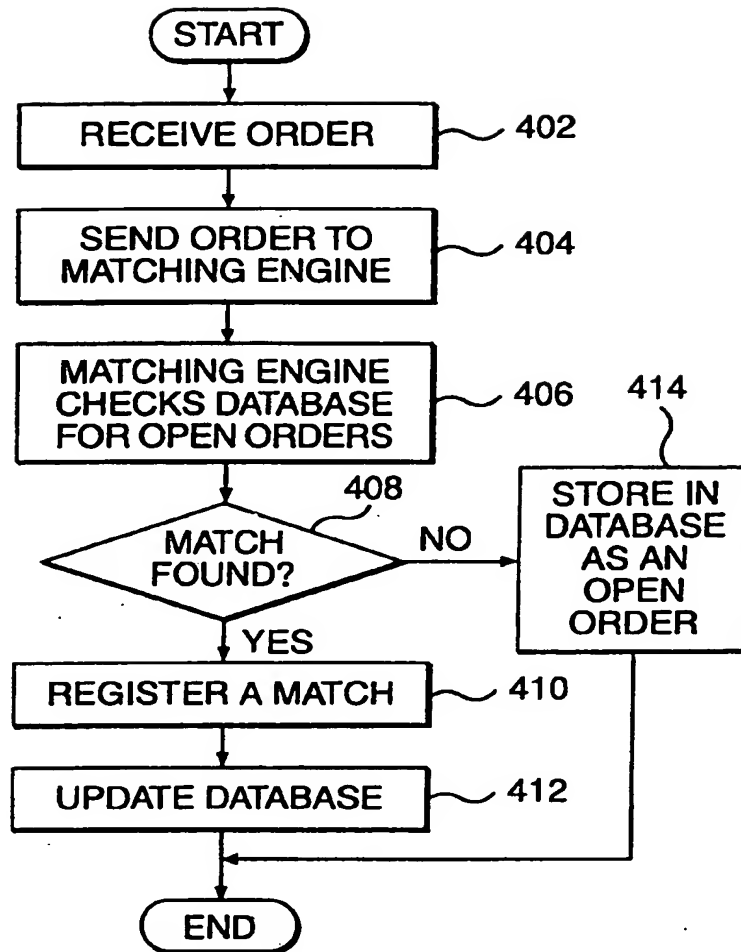 START
RECEIVE ORDER
402
SEND ORDER TO
MATCHING ENGINE
404
MATCHING ENGINE
CHECKS DATABASE
FOR OPEN ORDERS
406
408
MATCH
FOUND?
NO
414
STORE IN
DATABASE
AS AN
OPEN
ORDER
YES
REGISTER A MATCH
410
UPDATE DATABASE
412
END